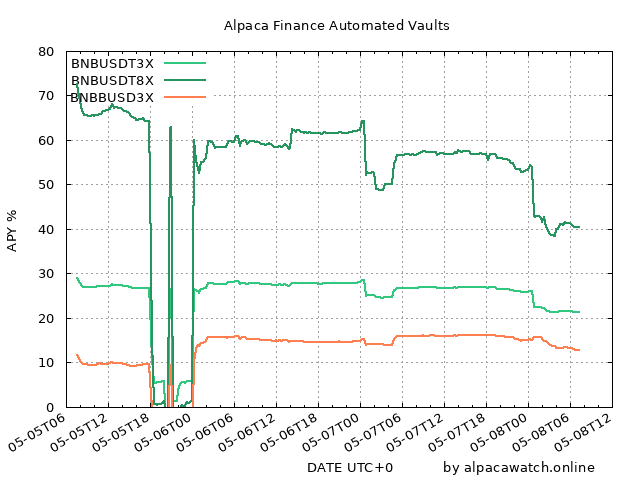 Alpaca Finance Automated Vaults
80
70
60
50
40
30
20
10
0
APY %
BNBUSDT3X
BNBUSDT8X
BNBBUSD3X
05-05T06
05-05T12
05-05T18
05-06T00
05-06T06
05-06T12
05-06T18
05-07T00
05-07T06
05-07T12
05-07T18
05-08T00
05-08T06
05-08T12
DATE UTC+0
by alpacawatch.online